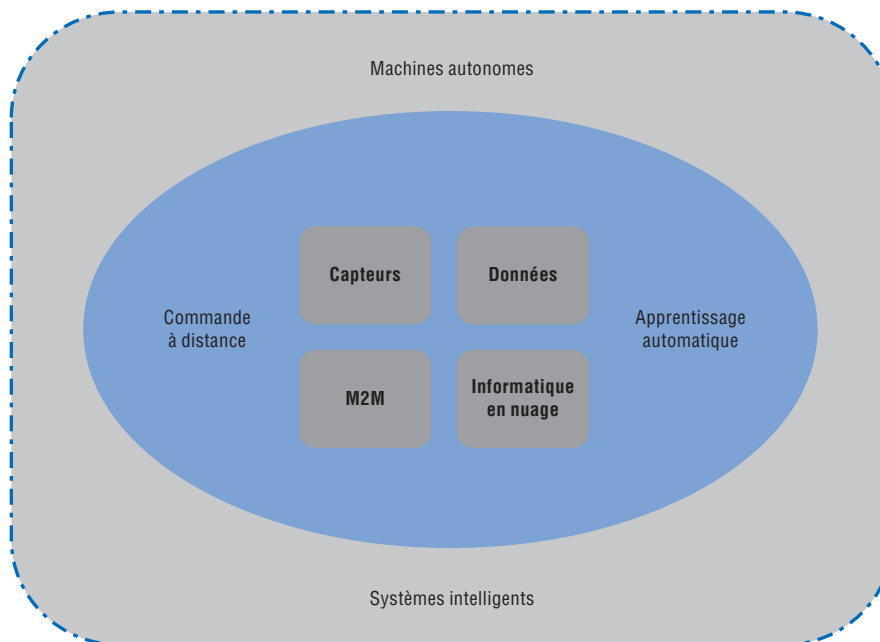 Machines autonomes
Capteurs
Données
Commande
à distance
Apprentissage
automatique
M2M
Informatique
en nuage
Systèmes intelligents